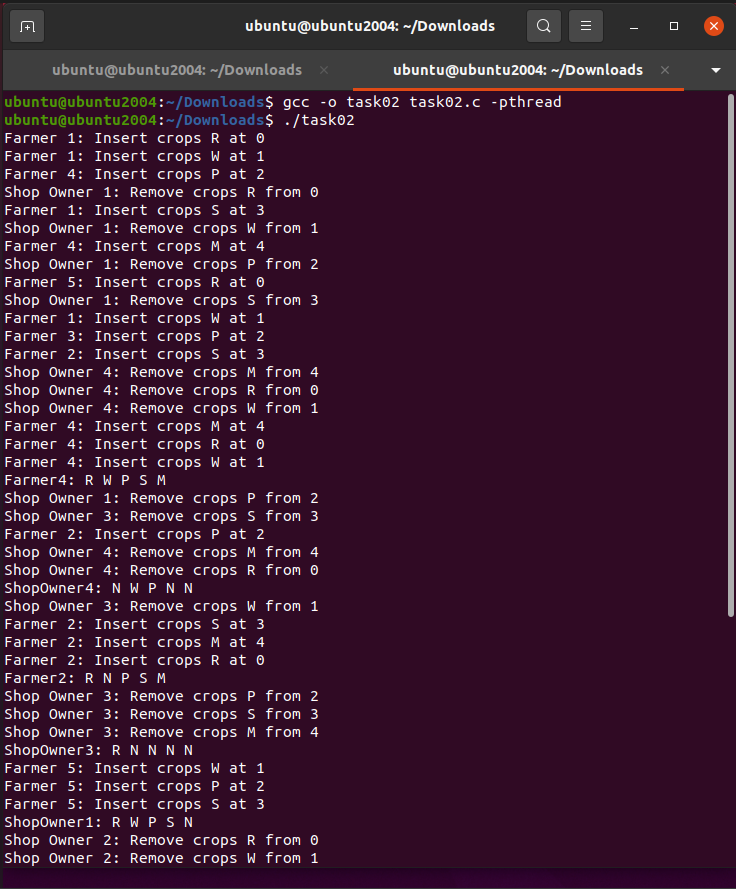 ubuntu@ubuntu2004: ~/Downloads
ubuntu@ubuntu2004: ~/Downloads
ubuntu@ubuntu2004: ~/Downloads
ubuntu@ubuntu2004:~/Downloads$ gcc -o task02 task02.c -pthread
ubuntu@ubuntu2004:~/Downloads$ ./task02
Farmer 1: Insert crops R at 0
Farmer 1: Insert crops W at 1
Farmer 4: Insert crops P at 2
Shop Owner 1: Remove crops R from 0
Farmer 1: Insert crops S at 3
Shop Owner 1: Remove crops W from 1
Farmer 4: Insert crops M at 4
Shop Owner 1: Remove crops P from 2
Farmer 5: Insert crops R at 0
Shop Owner 1: Remove crops S from 3
Farmer 1: Insert crops W at 1
Farmer 3: Insert crops P at 2
Farmer 2: Insert crops S at 3
Shop Owner 4: Remove crops M from 4
Shop Owner 4: Remove crops R from 0
Shop Owner 4: Remove crops W from 1
Farmer 4: Insert crops M at 4
Farmer 4: Insert crops R at 0
Farmer 4: Insert crops W at 1
Farmer4: R W P S M
Shop Owner 1: Remove crops P from 2
Shop Owner 3: Remove crops S from 3
Farmer 2: Insert crops P at 2
Shop Owner 4: Remove crops M from 4
Shop Owner 4: Remove crops R from 0
ShopOwner4: N W P N N
Shop Owner 3: Remove crops W from 1
Farmer 2: Insert crops S at 3
Farmer 2: Insert crops M at 4
Farmer 2: Insert crops R at 0
Farmer2: R N P S M
Shop Owner 3: Remove crops P from 2
Shop Owner 3: Remove crops S from 3
Shop Owner 3: Remove crops M from 4
ShopOwner3: R N N N N
Farmer 5: Insert crops W at 1
Farmer 5: Insert crops P at 2
Farmer 5: Insert crops S at 3
ShopOwner1: R W P S N
Shop Owner 2: Remove crops R from 0
Shop Owner 2: Remove crops W from 1